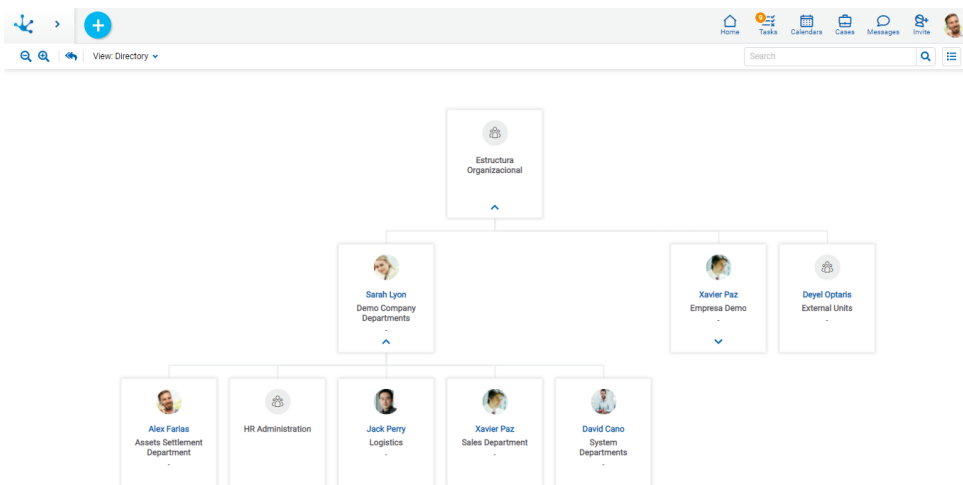 9
Home Tasks Calendars Cases Messages Invite
View: Directory
Search
Estructura
Organizacional
Sarah Lyon
Demo Company
Departments
-
Xavier Paz
Empresa Demo
-
Deyel Optaris
External Units
-
Alex Farias
Assets Settlement
Department
-
HR Administration
Jack Perry
Logistics
-
Xavier Paz
Sales Department
-
David Cano
System
Departments
-